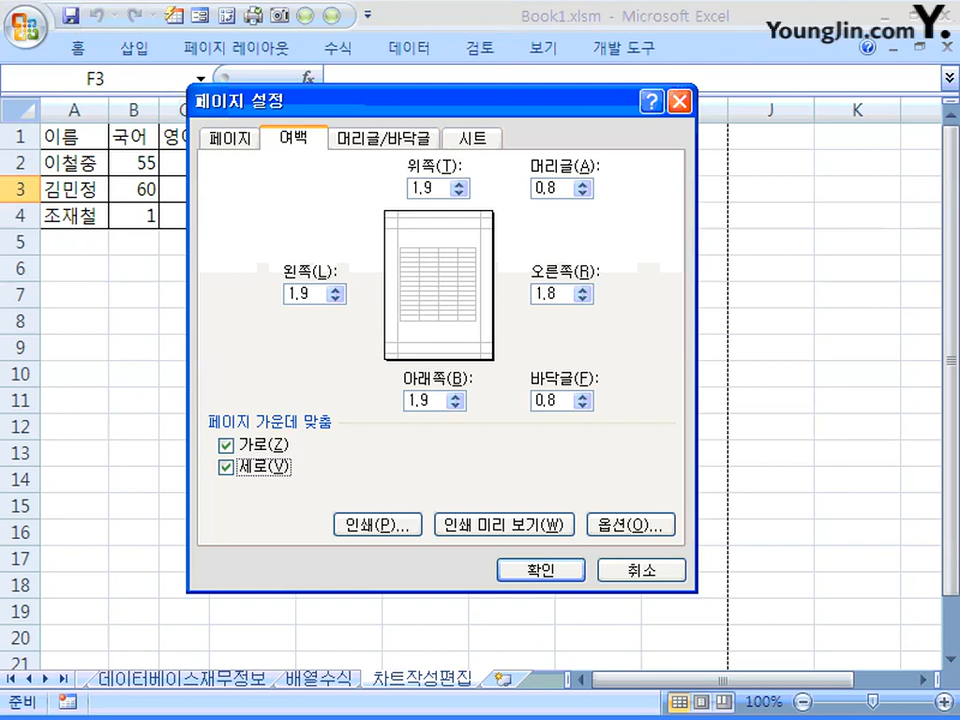 Book1.xlsm - Microsoft Excel
YoungJin.com Y.
홈 삽입 페이지 레이아웃 수식 데이터 검토 보기 개발 도구
F3 fx
페이지 설정
A B J K
페이지 여백 머리글/바닥글 시트
1 이름 국어
2 이철중 55
3 김민정 60
4 조재철 1
5
6
7
8
9
10
11
12
13
14
15
16
17
18
19
20
21
위쪽(T): 머리글(A):
1.9 0.8
왼쪽(L): 오른쪽(R):
1.9 1.8
아래쪽(B): 바닥글(F):
1.9 0.8
페이지 가운데 맞춤
가로(Z)
세로(V)
인쇄(P)... 인쇄 미리 보기(W) 옵션(O)...
확인 취소
데이터베이스재무정보 배열수식 차트작성편집
준비 100%